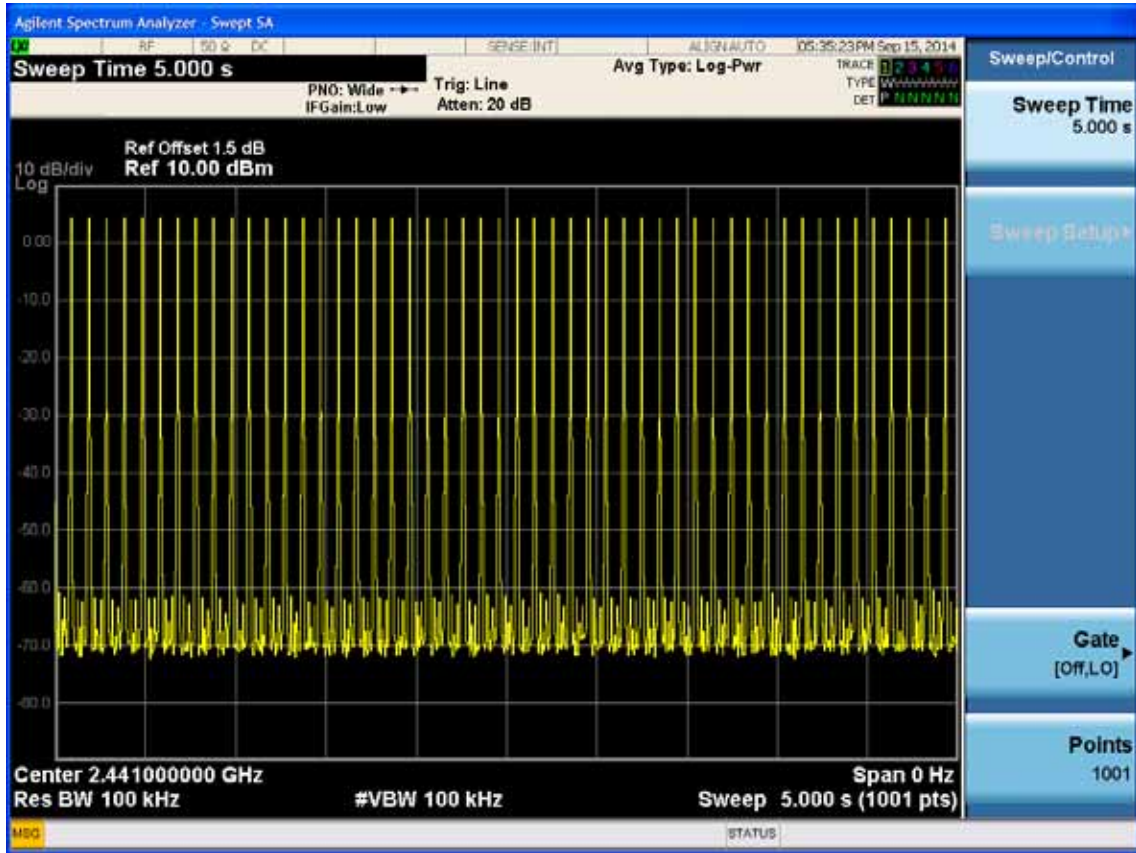 Agilent Spectrum Analyzer - Swept SA
LXI RF 50 Ω DC SENSE:INT ALIGN AUTO 05:35:23 PM Sep 15, 2014
Sweep Time 5.000 s
PNO: Wide
IFGain:Low
Trig: Line
Atten: 20 dB
Avg Type: Log-Pwr
TRACE 1 2 3 4 5 6
TYPE
DET P N N N N N
Ref Offset 1.5 dB
10 dB/div Ref 10.00 dBm
Log
0.00
-10.0
-20.0
-30.0
-40.0
-50.0
-60.0
-70.0
-80.0
Center 2.441000000 GHz Span 0 Hz
Res BW 100 kHz #VBW 100 kHz Sweep 5.000 s (1001 pts)
MSG STATUS
Sweep/Control
Sweep Time
5.000 s
Sweep Setup
Gate
[Off,LO]
Points
1001